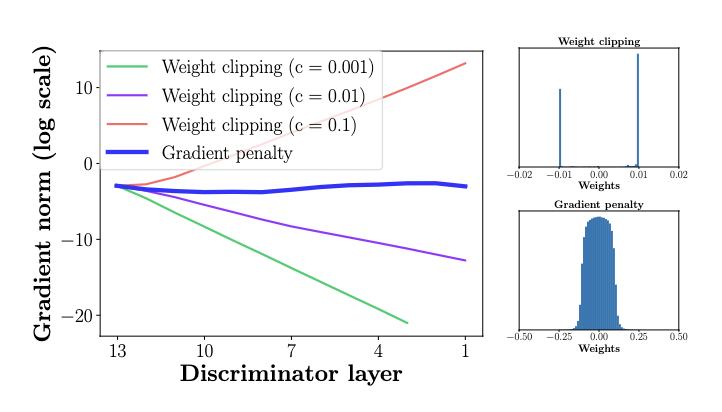 Weight clipping (c = 0.001)
Weight clipping (c = 0.01)
Weight clipping (c = 0.1)
Gradient penalty
Gradient norm (log scale)
10
0
−10
−20
13 10 7 4 1
Discriminator layer
Weight clipping
−0.02 −0.01 0.00 0.01 0.02
Weights
Gradient penalty
−0.50 −0.25 0.00 0.25 0.50
Weights